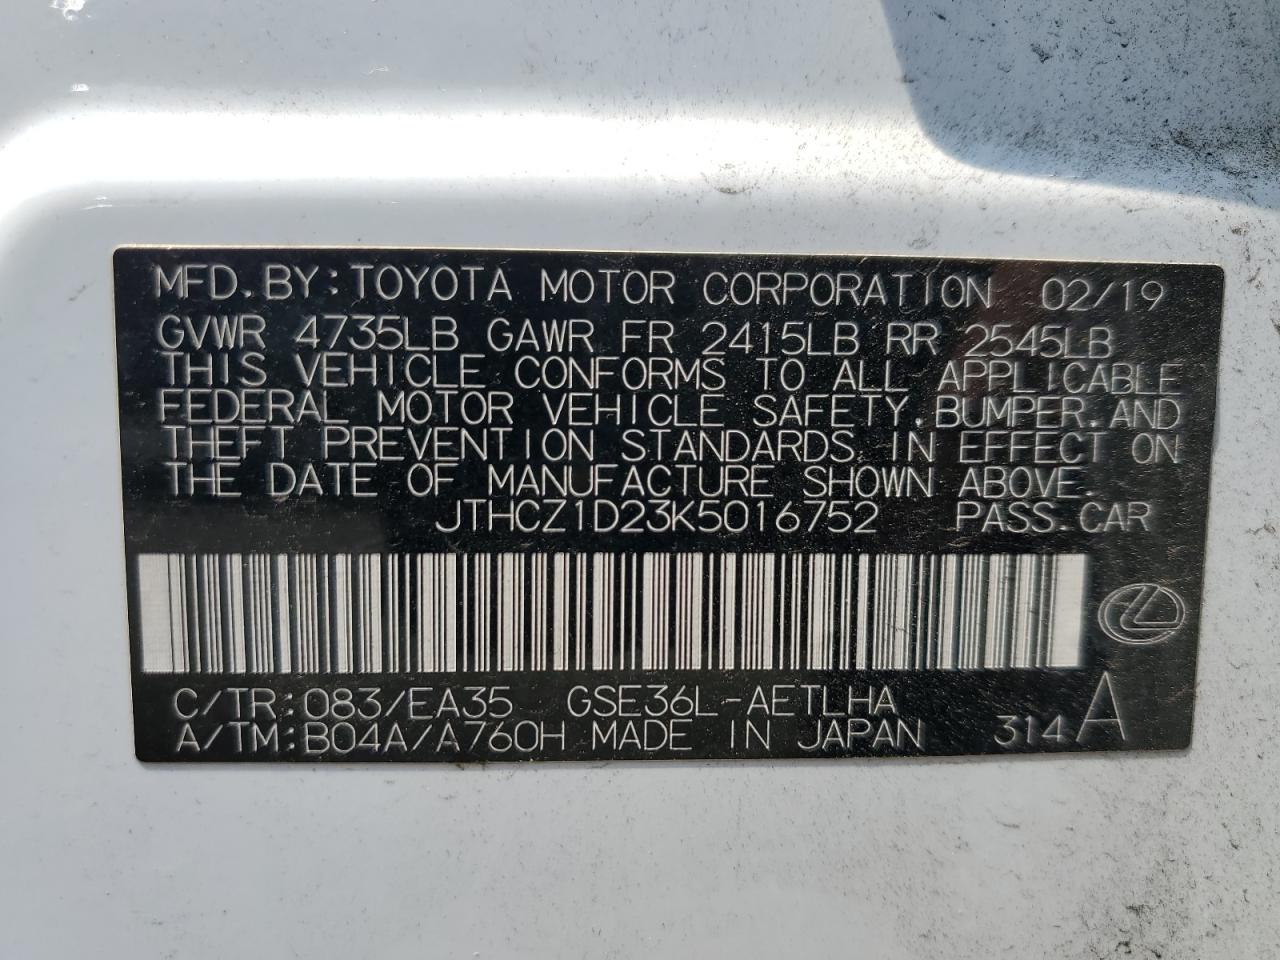 MFD.BY:TOYOTA MOTOR CORPORATION 02/19
GVWR 4735LB GAWR FR 2415LB RR 2545LB
THIS VEHICLE CONFORMS TO ALL APPLICABLE
FEDERAL MOTOR VEHICLE SAFETY,BUMPER,AND
THEFT PREVENTION STANDARDS IN EFFECT ON
THE DATE OF MANUFACTURE SHOWN ABOVE.
JTHCZ1D23K5016752 PASS.CAR
C/TR:083/EA35 GSE36L-AETLHA
A/TM:B04A/A760H MADE IN JAPAN 314A